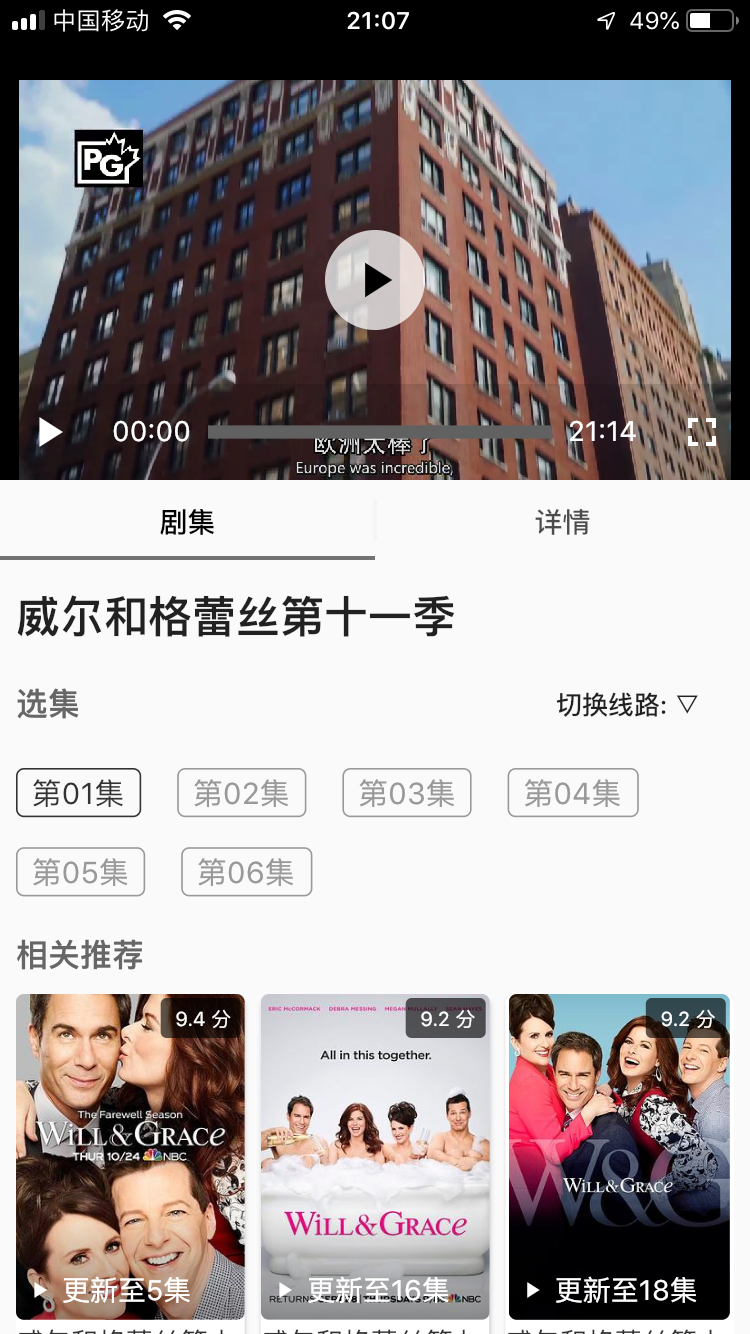 中国移动
21:07
49%
PG
00:00
21:14
欧洲太棒了
Europe was incredible,
剧集
详情
威尔和格蕾丝第十一季
选集
切换线路: ▽
第01集
第02集
第03集
第04集
第05集
第06集
相关推荐
9.4 分
The Farewell Season
WILL & GRACE
THUR 10/24 NBC
更新至5集
ERIC McCORMACK DEBRA MESSING MEGAN
9.2 分
All in this together.
WILL & GRACE
更新至16集
NBC
9.2 分
W&G
WILL & GRACE
更新至18集